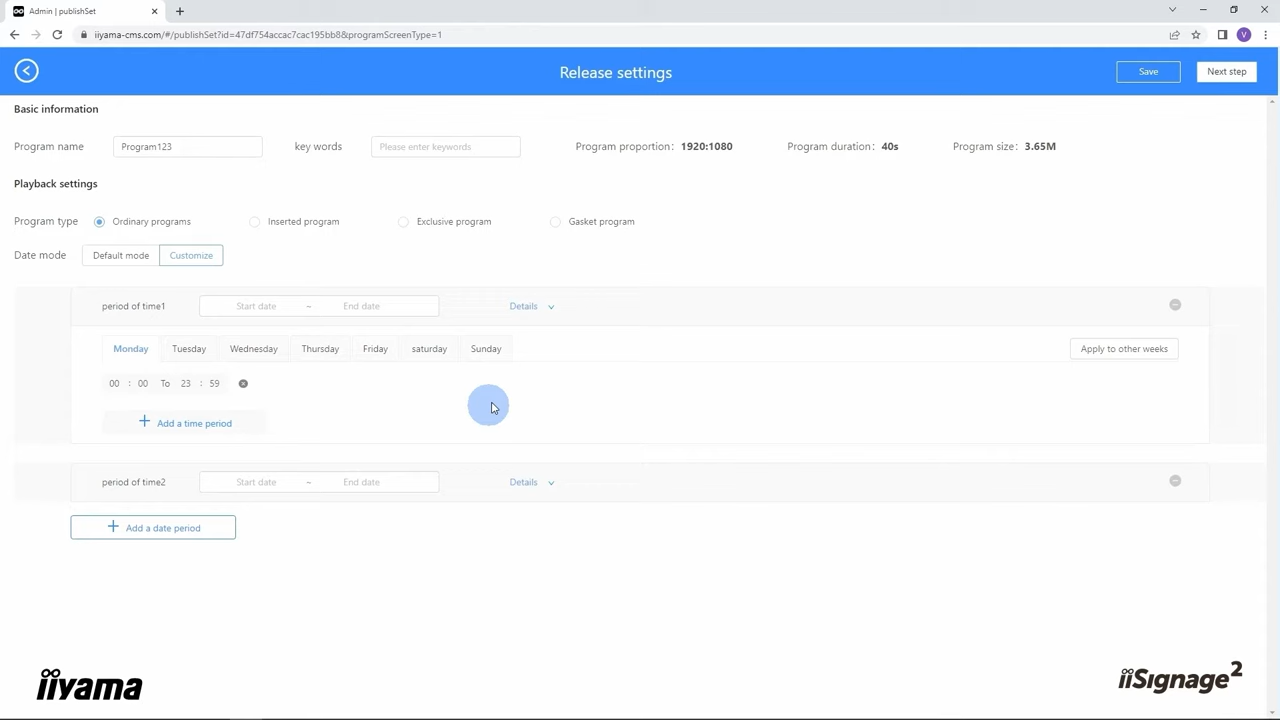 Admin | publishSet
iiyama-cms.com/#/publishSet?id=47df754accac7cac195bb8&programScreenType=1
V
Release settings
Save
Next step
Basic information
Program name
Program123
key words
Please enter keywords
Program proportion: 1920:1080
Program duration: 40s
Program size: 3.65M
Playback settings
Program type
Ordinary programs
Inserted program
Exclusive program
Gasket program
Date mode
Default mode
Customize
period of time1
Start date ~ End date
Details
Monday
Tuesday
Wednesday
Thursday
Friday
saturday
Sunday
Apply to other weeks
00 : 00 To 23 : 59
+ Add a time period
period of time2
Start date ~ End date
Details
+ Add a date period
iiyama
iiSignage2